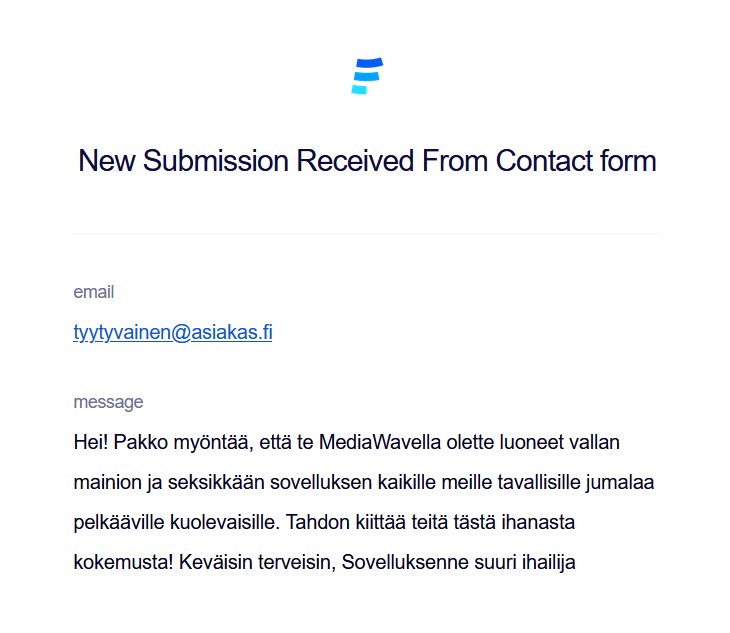 New Submission Received From Contact form
email
tyytyvainen@asiakas.fi
message
Hei! Pakko myöntää, että te MediaWavella olette luoneet vallan
mainion ja seksikkään sovelluksen kaikille meille tavallisille jumalaa
pelkääville kuolevaisille. Tahdon kiittää teitä tästä ihanasta
kokemusta! Keväisin terveisin, Sovelluksenne suuri ihailija